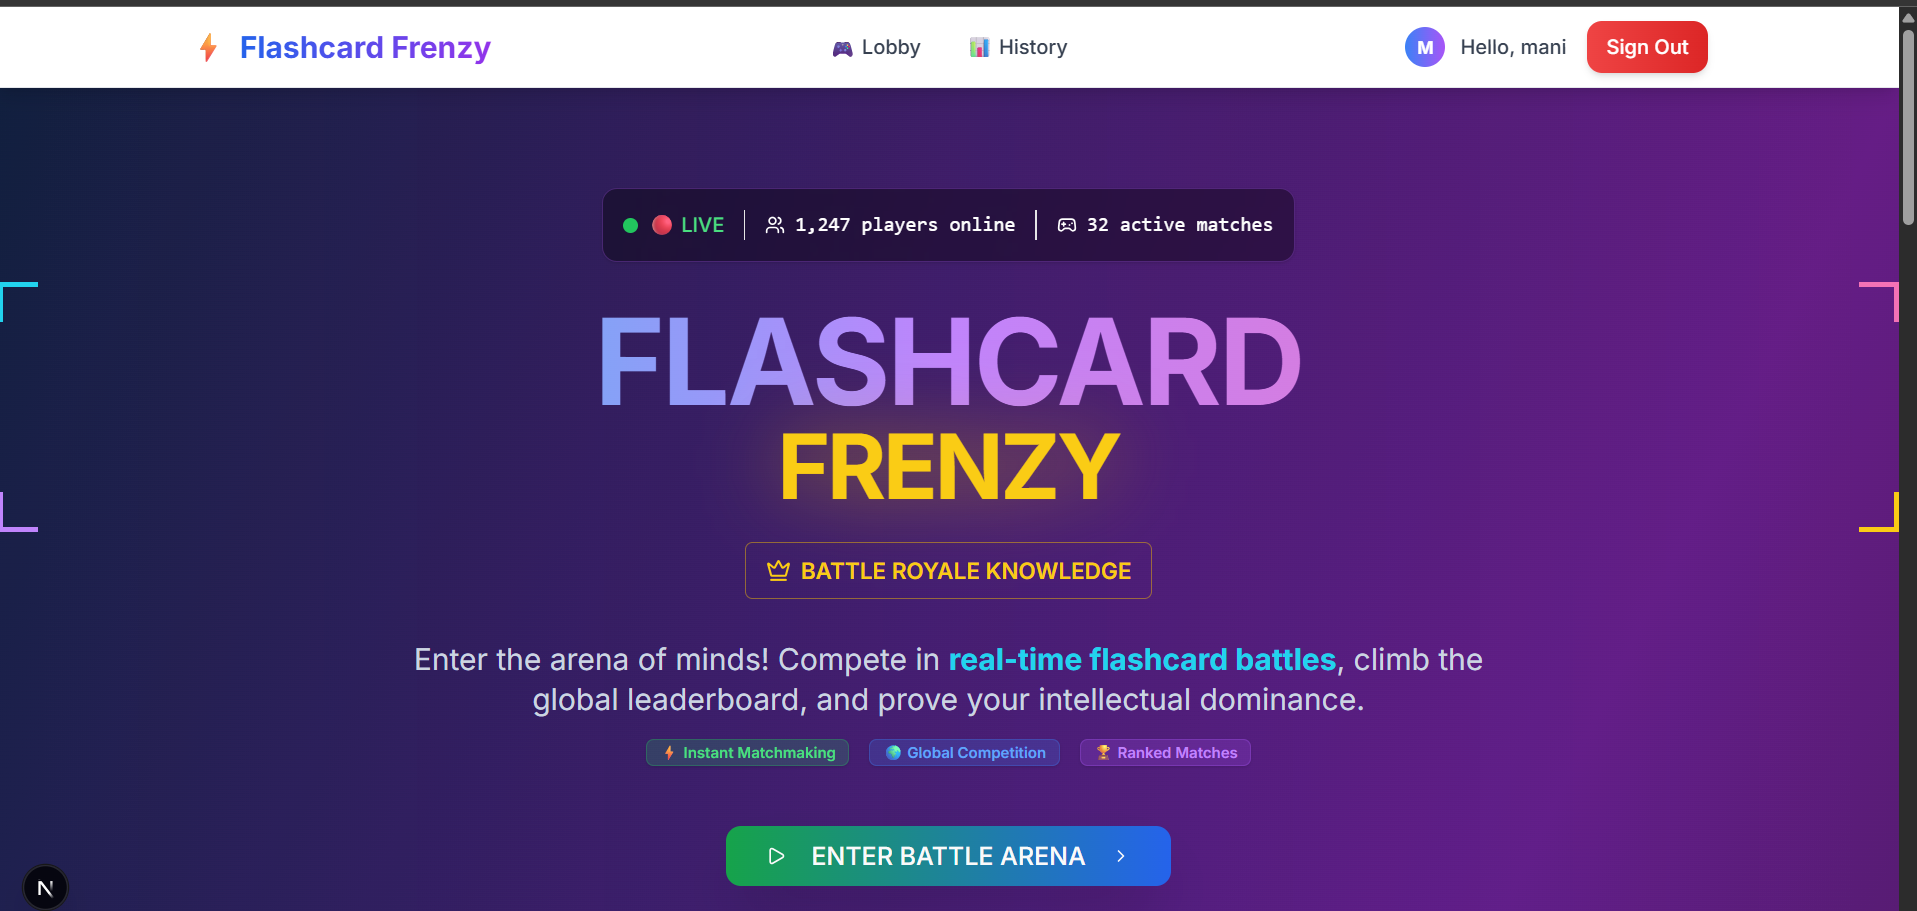 Flashcard Frenzy
Lobby
History
M
Hello, mani
Sign Out
LIVE
1,247 players online
32 active matches
FLASHCARD
FRENZY
BATTLE ROYALE KNOWLEDGE
Enter the arena of minds! Compete in real-time flashcard battles, climb the
global leaderboard, and prove your intellectual dominance.
Instant Matchmaking
Global Competition
Ranked Matches
ENTER BATTLE ARENA
N